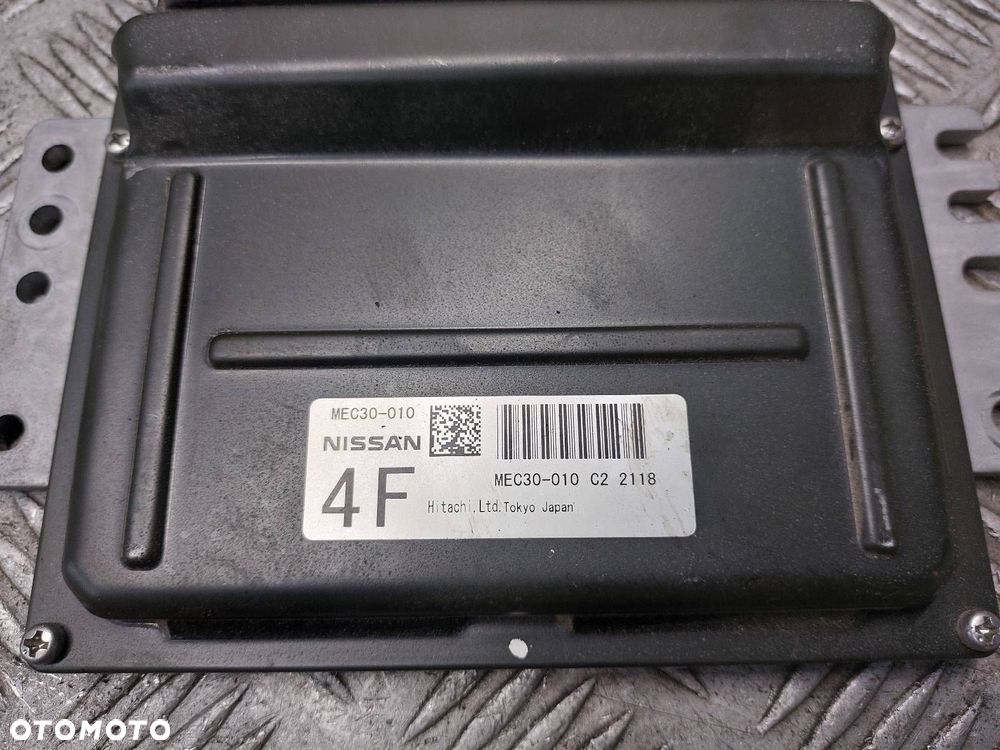 MEC30-010
NISSAN
4F
MEC30-010 C2 2118
Hitachi,Ltd.Tokyo Japan
OTOMOTO